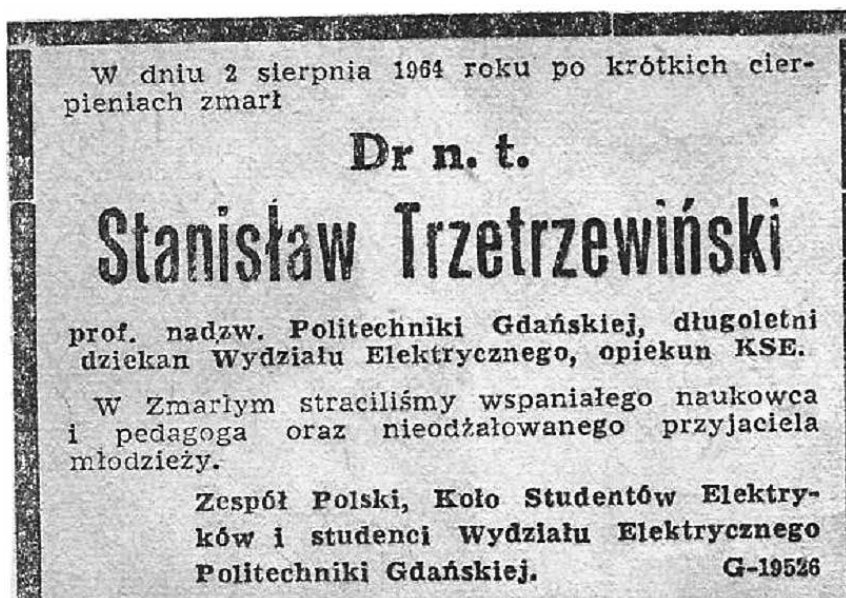 W dniu 2 sierpnia 1964 roku po krótkich cier-
pieniach zmarł
Dr n. t.
Stanisław Trzetrzewiński
prof. nadzw. Politechniki Gdańskiej, długoletni
dziekan Wydziału Elektrycznego, opiekun KSE.
W Zmarłym straciliśmy wspaniałego naukowca
i pedagoga oraz nieodżałowanego przyjaciela
młodzieży.
Zespół Polski, Koło Studentów Elektry-
ków i studenci Wydziału Elektrycznego
Politechniki Gdańskiej. G-19526